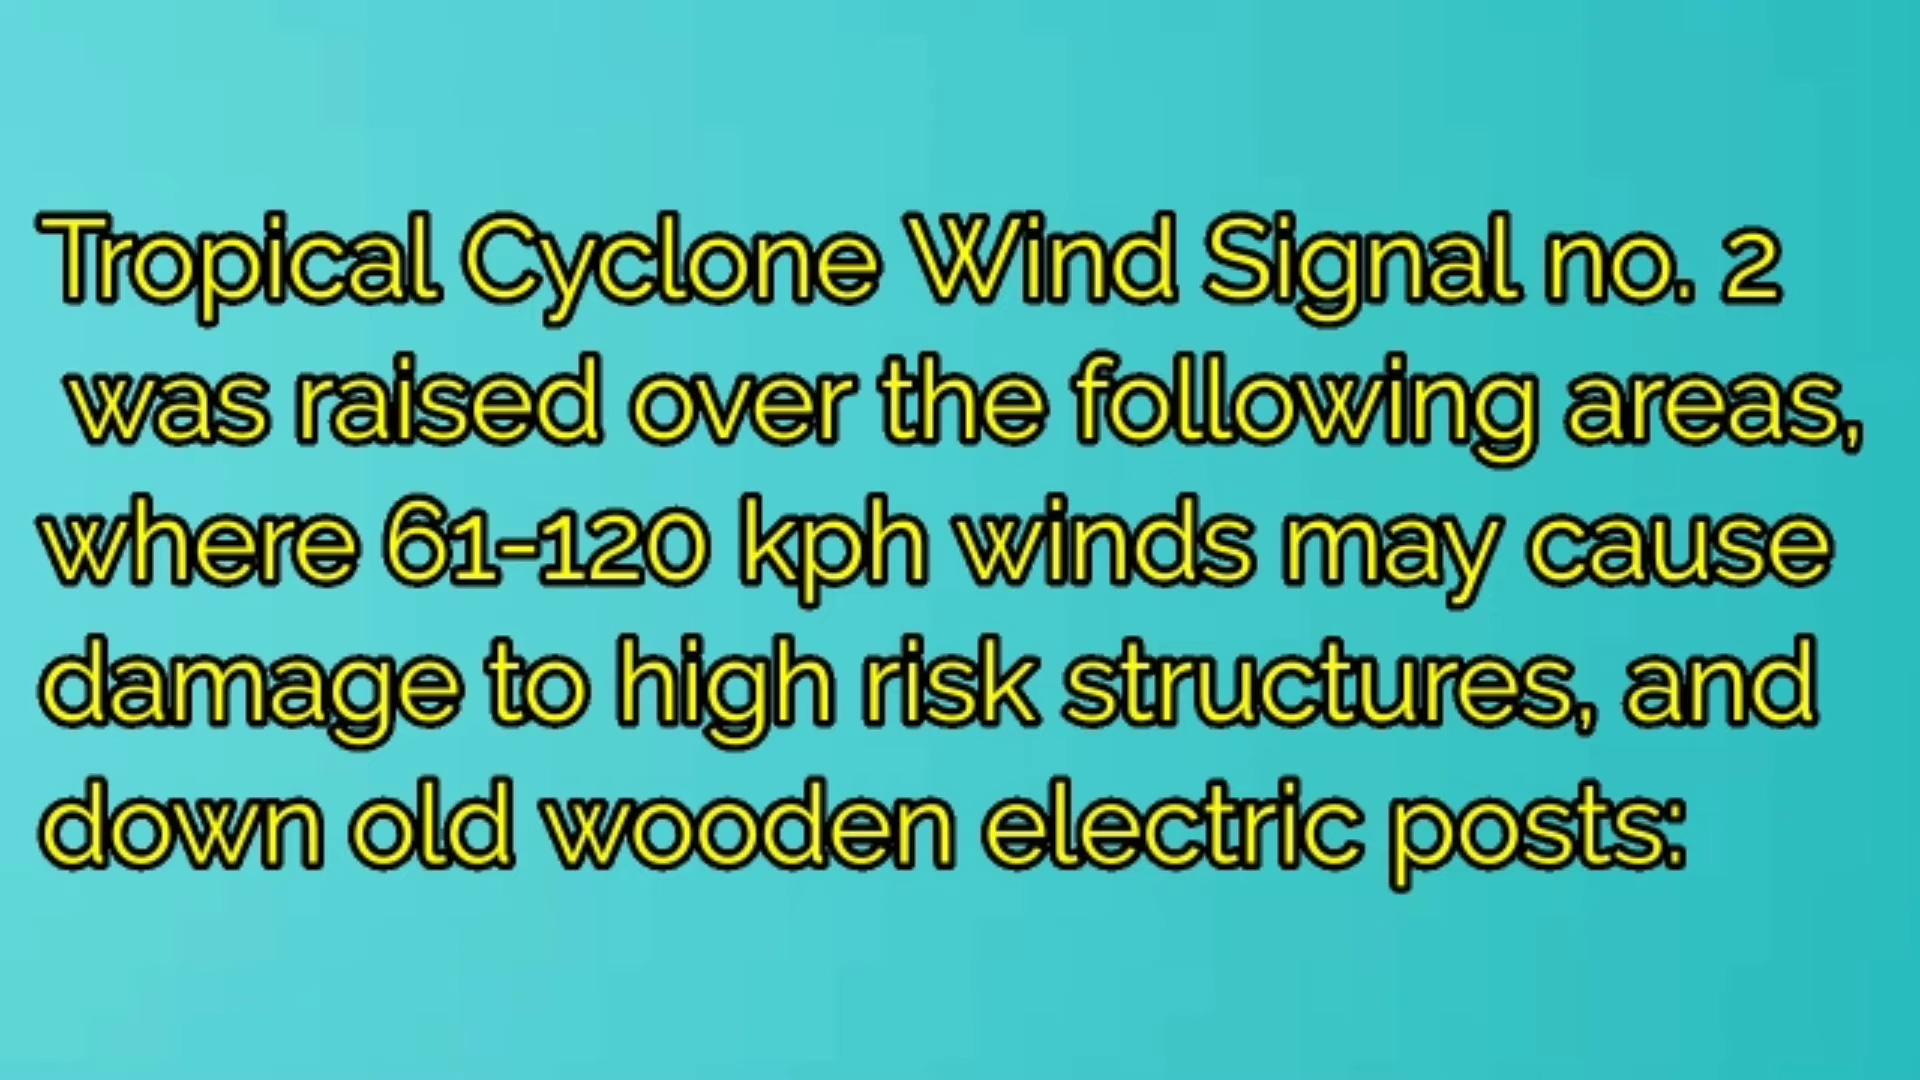 Tropical Cyclone Wind Signal no. 2
was raised over the following areas,
where 61-120 kph winds may cause
damage to high risk structures, and
down old wooden electric posts: